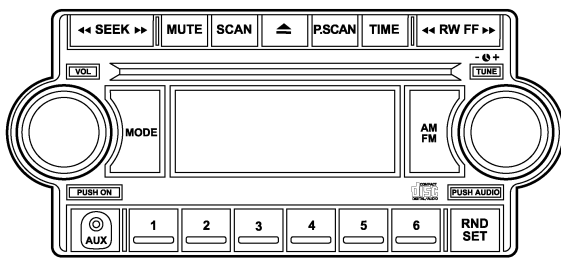 ◄◄ SEEK ►► MUTE SCAN ⏏ P.SCAN TIME ◄◄ RW FF ►►
VOL
- +
TUNE
MODE
AM
FM
PUSH ON
COMPACT
disc
DIGITAL AUDIO
PUSH AUDIO
AUX
1 2 3 4 5 6
RND
SET